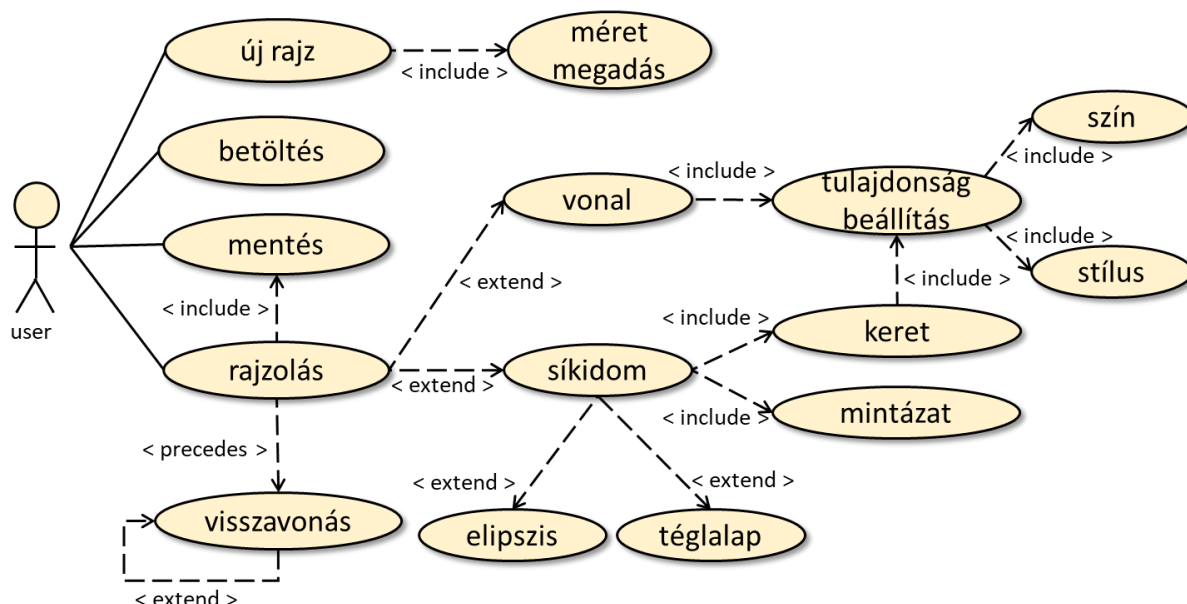 új rajz
< include >
méret
megadás
betöltés
szín
< include >
vonal
< include >
tulajdonság
beállítás
mentés
< include >
stílus
< extend >
< include >
user
< include >
rajzolás
< extend >
síkidom
< include >
keret
< include >
mintázat
< precedes >
< extend >
< extend >
visszavonás
elipszis
téglalap
< extend >